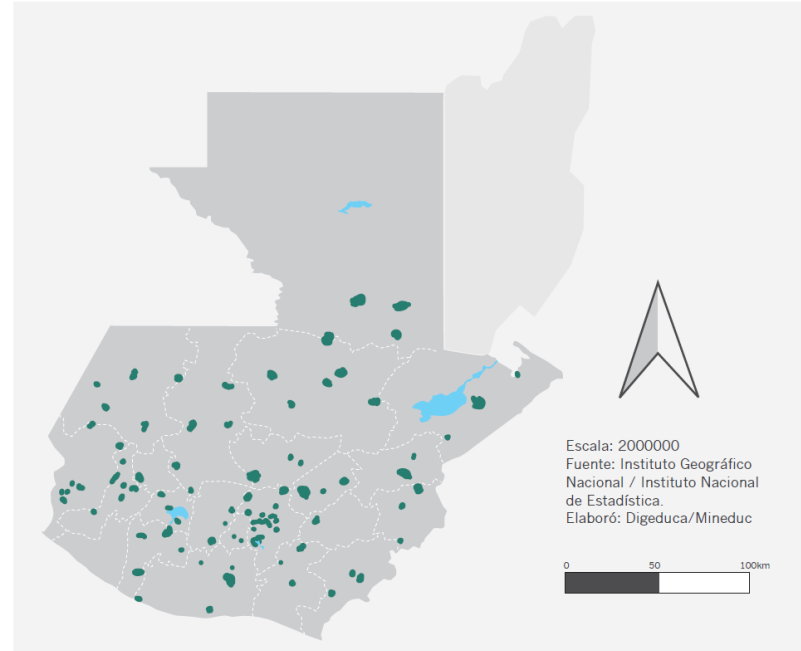 Escala: 2000000
Fuente: Instituto Geográfico
Nacional / Instituto Nacional
de Estadística.
Elaboró: Digeduca/Mineduc
0 50 100km